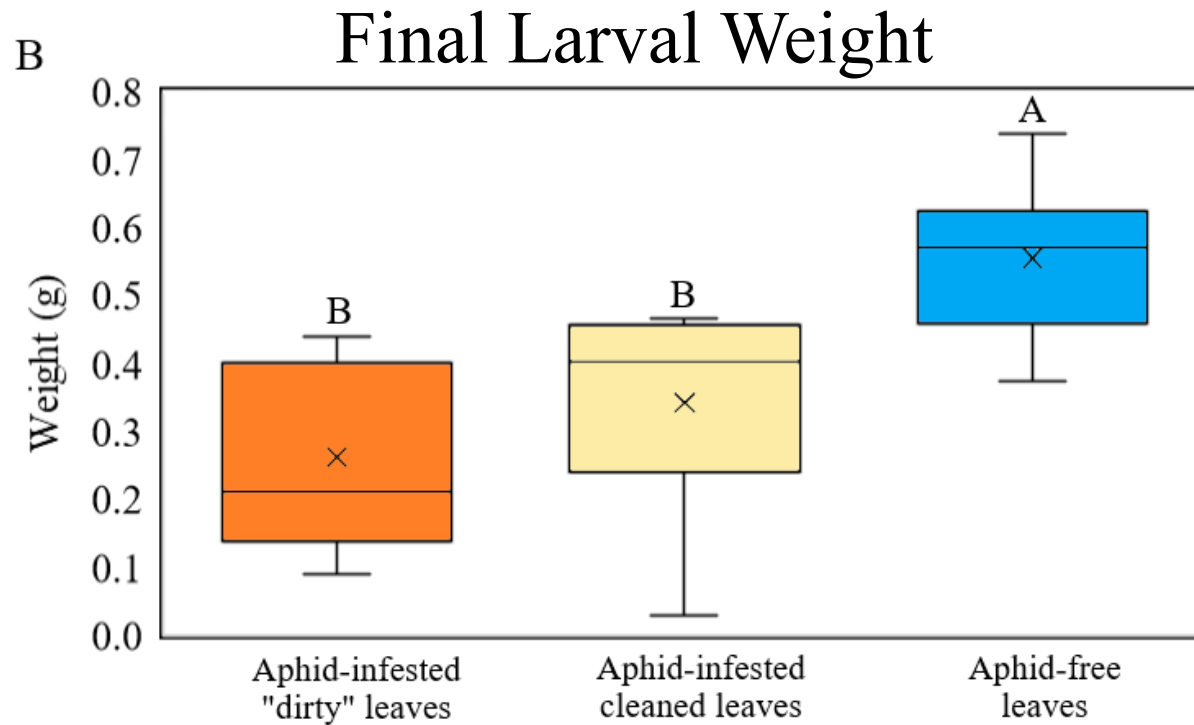 B
Final Larval Weight
Weight (g)
0.8
0.7
0.6
0.5
0.4
0.3
0.2
0.1
0.0
B
B
A
Aphid-infested
"dirty" leaves
Aphid-infested
cleaned leaves
Aphid-free
leaves